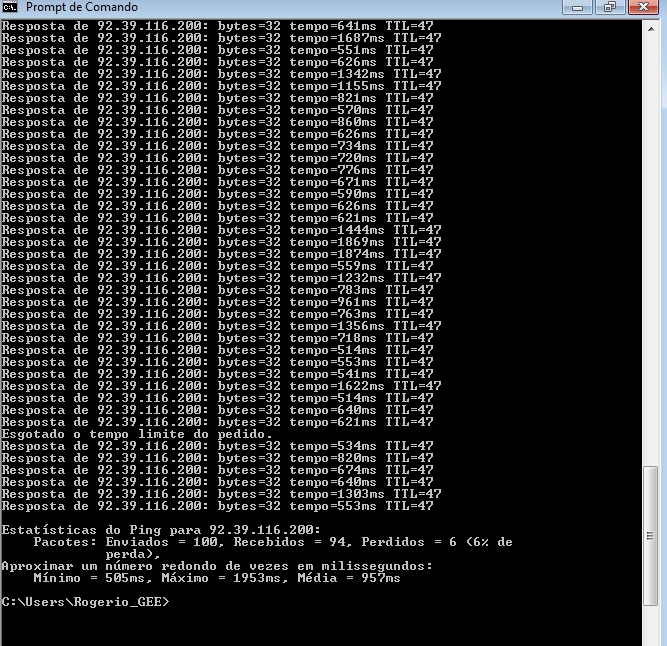 Prompt de Comando
Resposta de 92.39.116.200: bytes=32 tempo=641ms TTL=47
Resposta de 92.39.116.200: bytes=32 tempo=1687ms TTL=47
Resposta de 92.39.116.200: bytes=32 tempo=551ms TTL=47
Resposta de 92.39.116.200: bytes=32 tempo=626ms TTL=47
Resposta de 92.39.116.200: bytes=32 tempo=1342ms TTL=47
Resposta de 92.39.116.200: bytes=32 tempo=1155ms TTL=47
Resposta de 92.39.116.200: bytes=32 tempo=821ms TTL=47
Resposta de 92.39.116.200: bytes=32 tempo=570ms TTL=47
Resposta de 92.39.116.200: bytes=32 tempo=860ms TTL=47
Resposta de 92.39.116.200: bytes=32 tempo=626ms TTL=47
Resposta de 92.39.116.200: bytes=32 tempo=734ms TTL=47
Resposta de 92.39.116.200: bytes=32 tempo=720ms TTL=47
Resposta de 92.39.116.200: bytes=32 tempo=776ms TTL=47
Resposta de 92.39.116.200: bytes=32 tempo=671ms TTL=47
Resposta de 92.39.116.200: bytes=32 tempo=590ms TTL=47
Resposta de 92.39.116.200: bytes=32 tempo=626ms TTL=47
Resposta de 92.39.116.200: bytes=32 tempo=621ms TTL=47
Resposta de 92.39.116.200: bytes=32 tempo=1444ms TTL=47
Resposta de 92.39.116.200: bytes=32 tempo=1869ms TTL=47
Resposta de 92.39.116.200: bytes=32 tempo=1874ms TTL=47
Resposta de 92.39.116.200: bytes=32 tempo=559ms TTL=47
Resposta de 92.39.116.200: bytes=32 tempo=1232ms TTL=47
Resposta de 92.39.116.200: bytes=32 tempo=783ms TTL=47
Resposta de 92.39.116.200: bytes=32 tempo=961ms TTL=47
Resposta de 92.39.116.200: bytes=32 tempo=763ms TTL=47
Resposta de 92.39.116.200: bytes=32 tempo=1356ms TTL=47
Resposta de 92.39.116.200: bytes=32 tempo=718ms TTL=47
Resposta de 92.39.116.200: bytes=32 tempo=514ms TTL=47
Resposta de 92.39.116.200: bytes=32 tempo=553ms TTL=47
Resposta de 92.39.116.200: bytes=32 tempo=541ms TTL=47
Resposta de 92.39.116.200: bytes=32 tempo=1622ms TTL=47
Resposta de 92.39.116.200: bytes=32 tempo=514ms TTL=47
Resposta de 92.39.116.200: bytes=32 tempo=640ms TTL=47
Resposta de 92.39.116.200: bytes=32 tempo=621ms TTL=47
Esgotado o tempo limite do pedido.
Resposta de 92.39.116.200: bytes=32 tempo=534ms TTL=47
Resposta de 92.39.116.200: bytes=32 tempo=820ms TTL=47
Resposta de 92.39.116.200: bytes=32 tempo=674ms TTL=47
Resposta de 92.39.116.200: bytes=32 tempo=640ms TTL=47
Resposta de 92.39.116.200: bytes=32 tempo=1303ms TTL=47
Resposta de 92.39.116.200: bytes=32 tempo=553ms TTL=47
Estatísticas do Ping para 92.39.116.200:
Pacotes: Enviados = 100, Recebidos = 94, Perdidos = 6 (6% de
perda),
Aproximar um número redondo de vezes em milissegundos:
Mínimo = 505ms, Máximo = 1953ms, Média = 957ms
C:\Users\Rogerio_GEE>